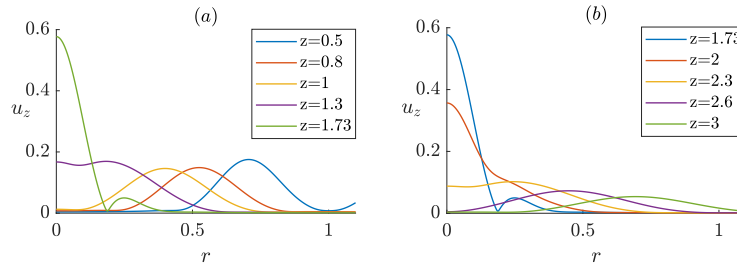 (a)
0.6
0.4
0.2
0
u_z
0
0.5
1
r
z=0.5
z=0.8
z=1
z=1.3
z=1.73
(b)
0.6
0.4
0.2
0
u_z
0
0.5
1
r
z=1.73
z=2
z=2.3
z=2.6
z=3